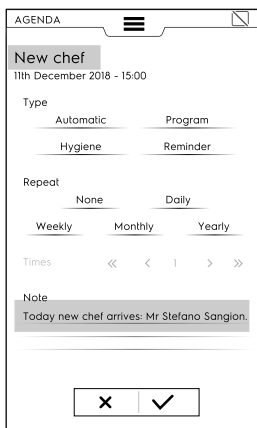 AGENDA
New chef
11th December 2018 - 15:00
Type
Automatic Program
Hygiene Reminder
Repeat
None Daily
Weekly Monthly Yearly
Times « < 1 > »
Note
Today new chef arrives: Mr Stefano Sangion.